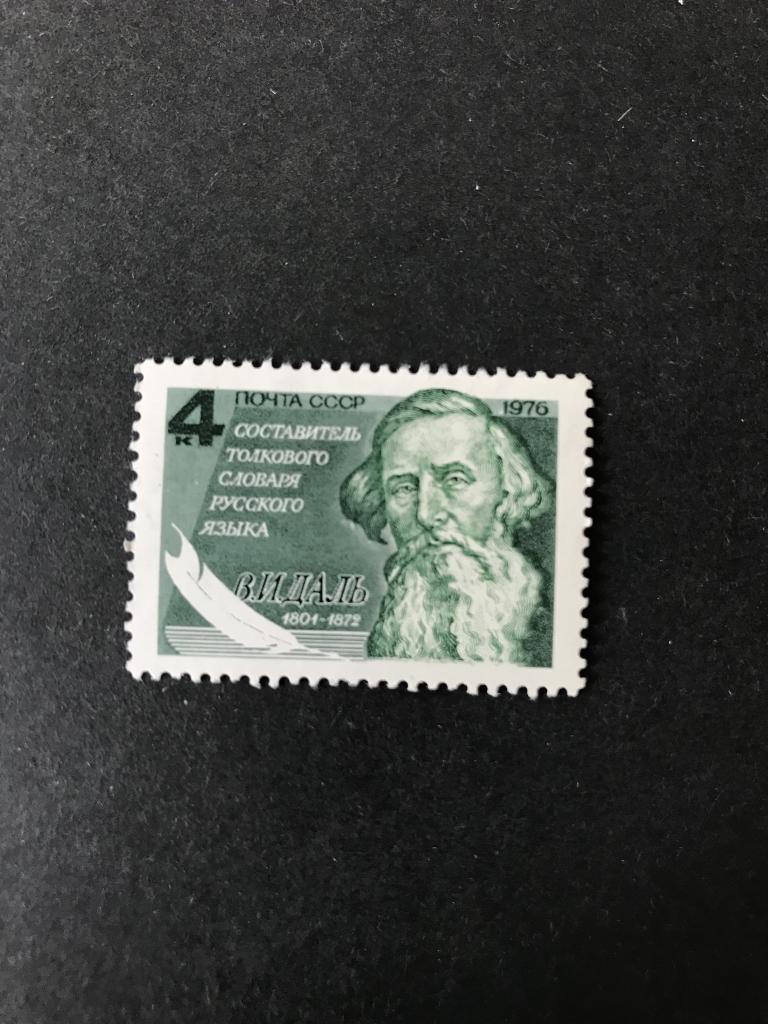 4
К
ПОЧТА СССР
1976
СОСТАВИТЕЛЬ
ТОЛКОВОГО
СЛОВАРЯ
РУССКОГО
ЯЗЫКА
В.И.ДАЛЬ
1801-1872